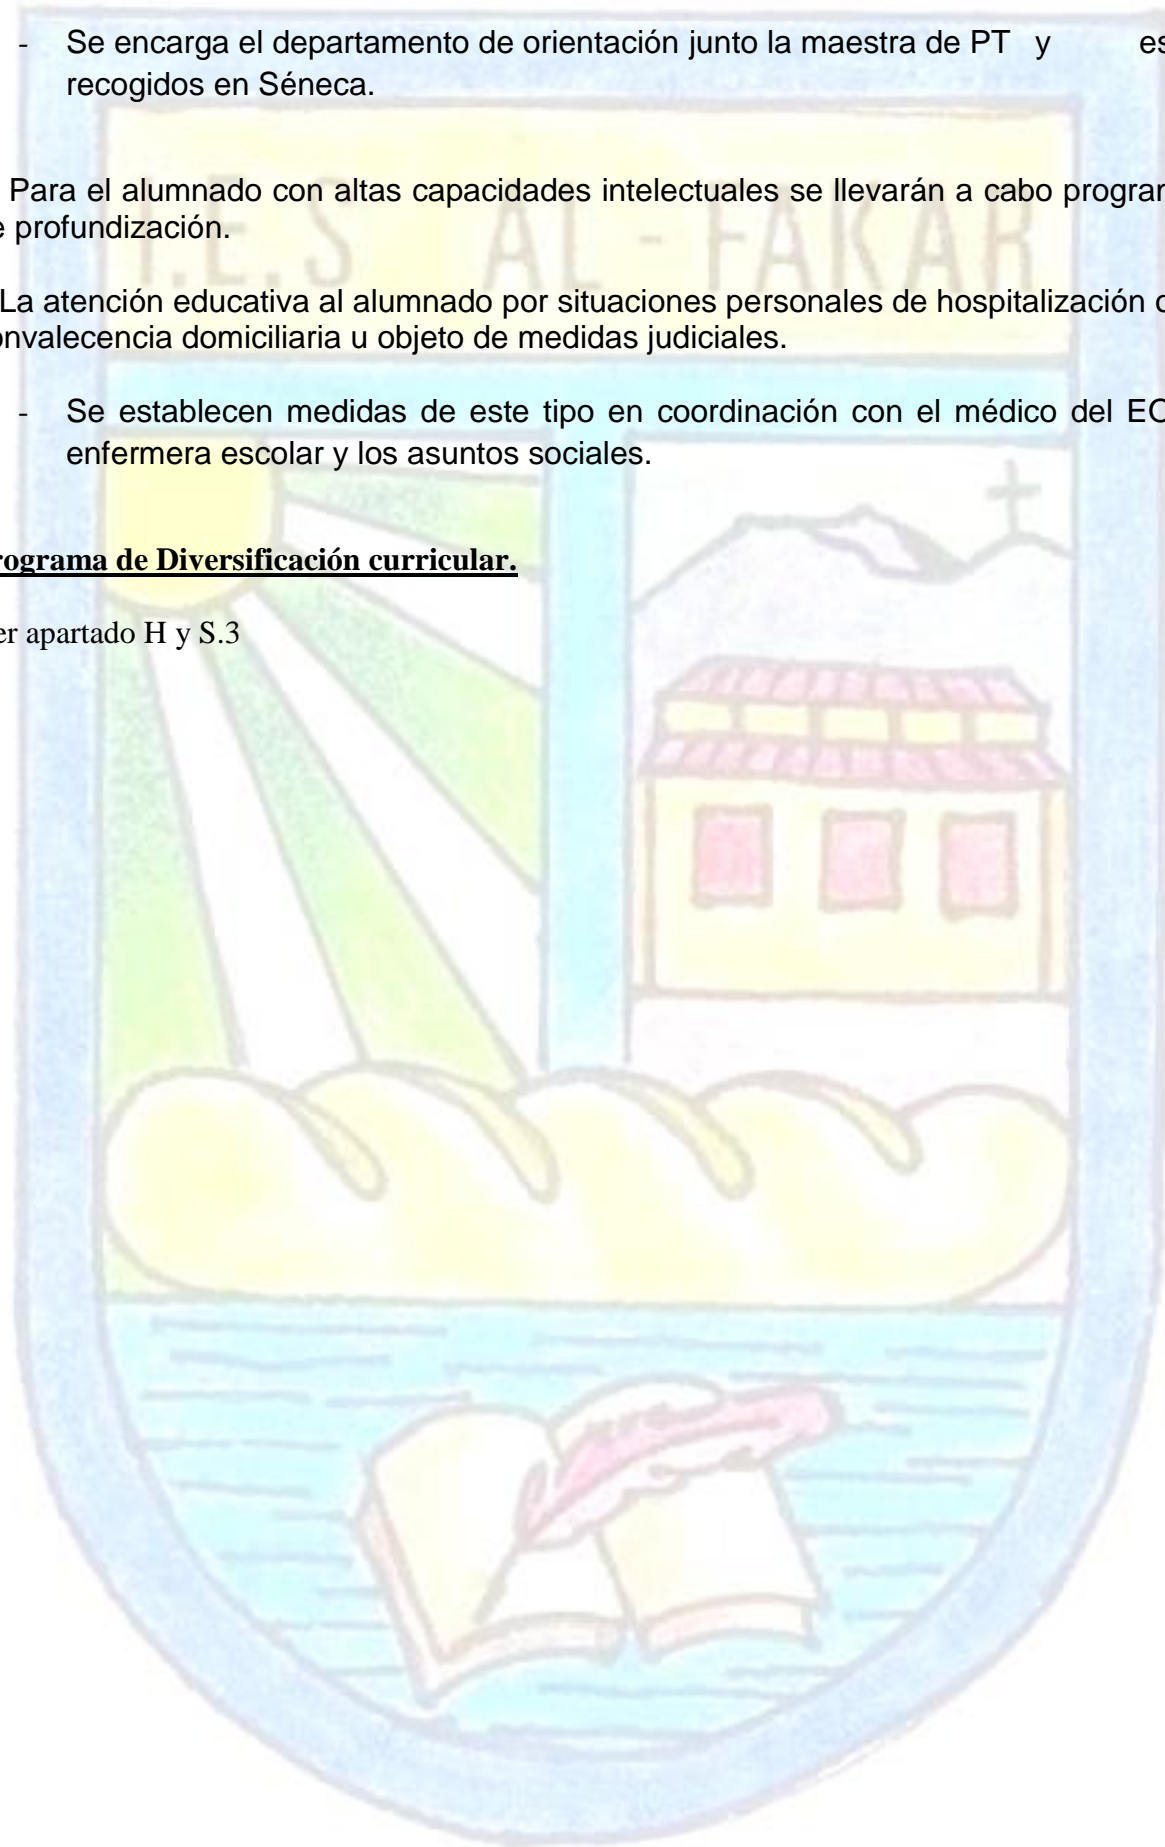 - Se encarga el departamento de orientación junto la maestra de PT y es
recogidos en Séneca.
Para el alumnado con altas capacidades intelectuales se llevarán a cabo progra
profundización.
I.E.S AL-FAKAR
La atención educativa al alumnado por situaciones personales de hospitalización
convalecencia domiciliaria u objeto de medidas judiciales.
- Se establecen medidas de este tipo en coordinación con el médico del EO
enfermera escolar y los asuntos sociales.
rograma de Diversificación curricular.
er apartado H y S.3